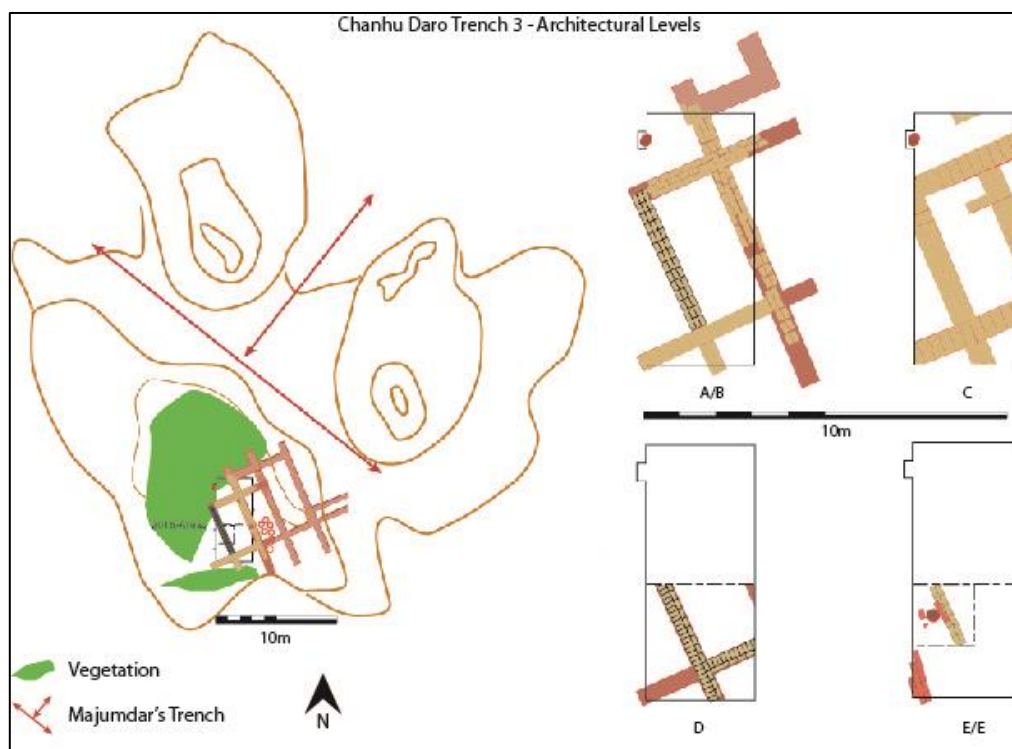 Chanhu Daro Trench 3 - Architectural Levels
A/B
C
10m
10m
D
E/E
Vegetation
Majumdar's Trench
N